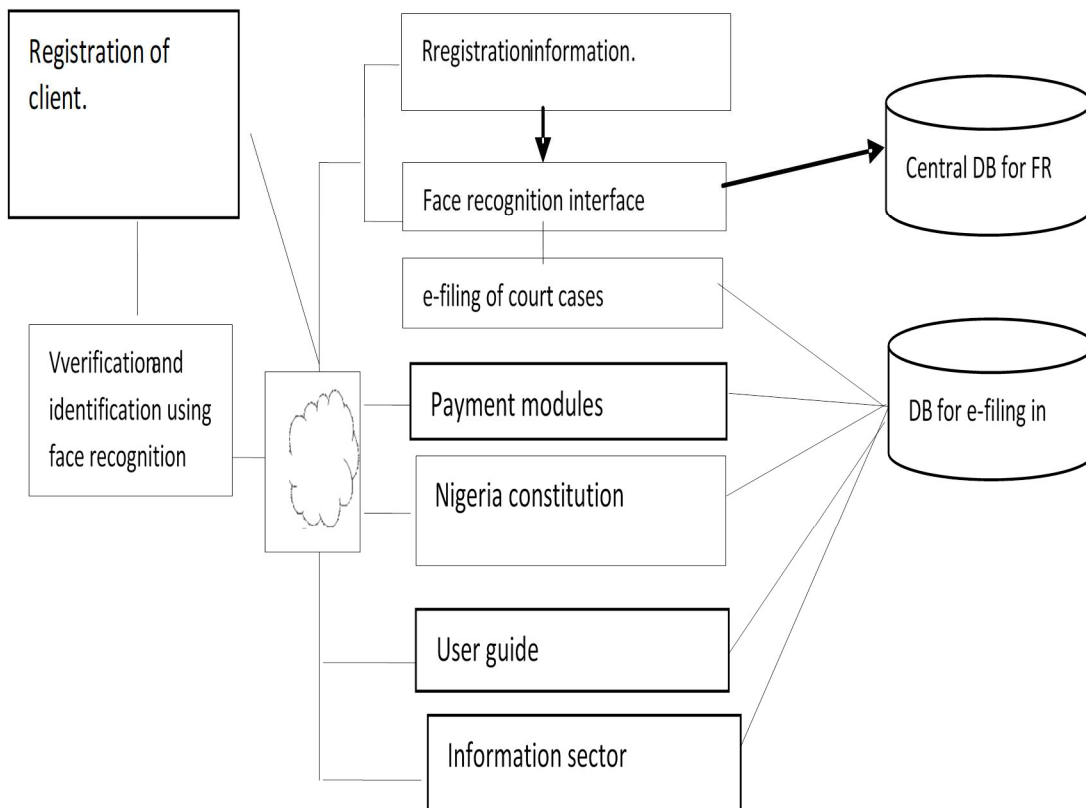 Registration of
client.
Rregistrationinformation.
Face recognition interface
Central DB for FR
e-filing of court cases
Vverificationand
identification using
face recognition
Payment modules
DB for e-filing in
Nigeria constitution
User guide
Information sector